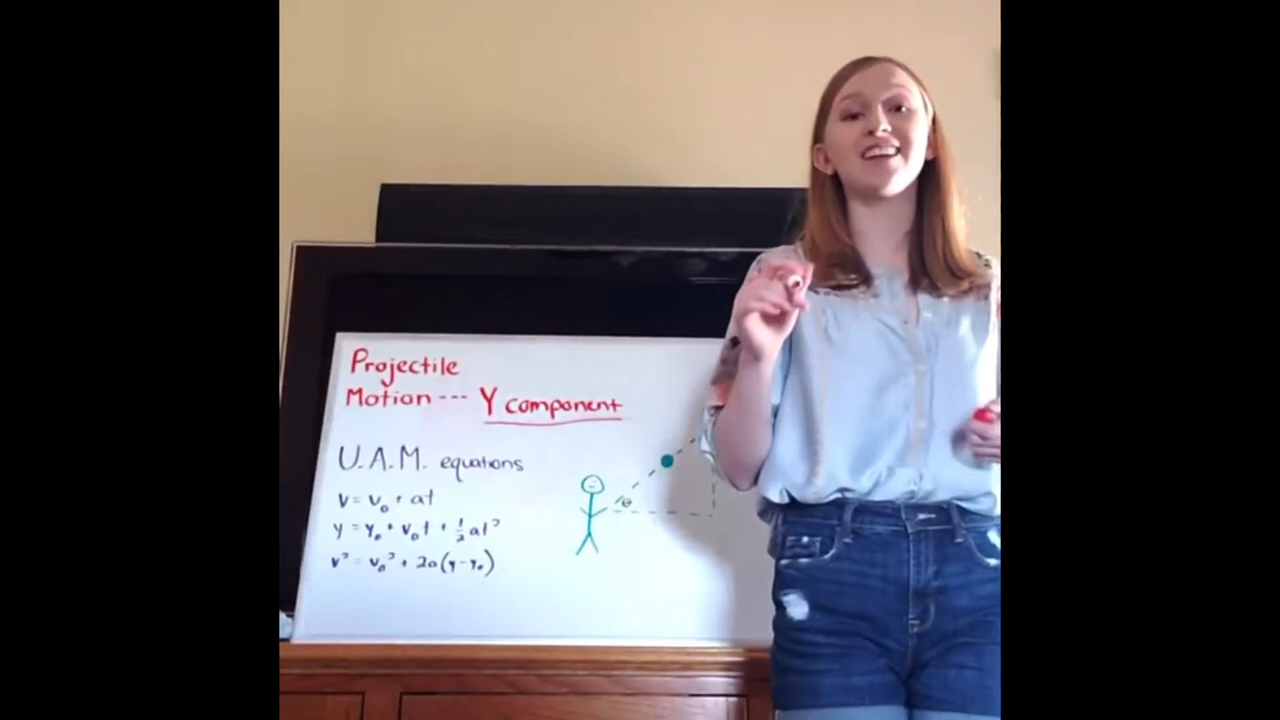 Projectile
Motion --- Y component
U.A.M. equations
v = v₀ + at
y = y₀ + v₀t + ½at²
v² = v₀² + 2a(y-y₀)
θ